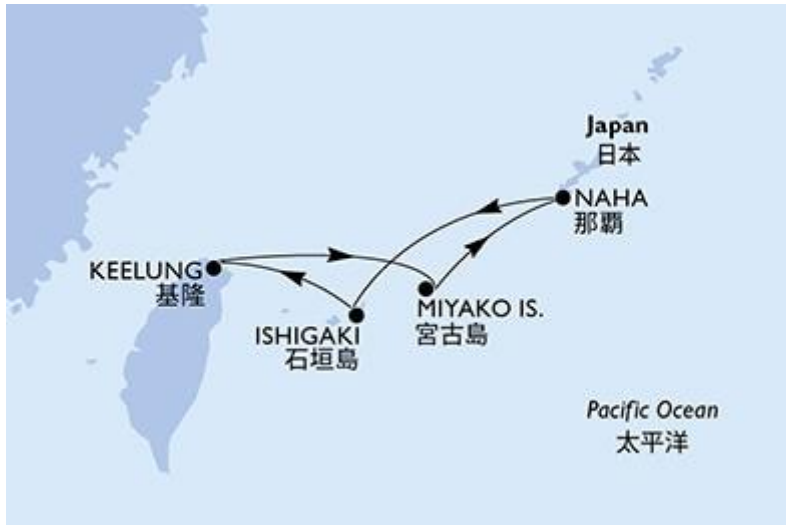 Japan
日本
NAHA
那覇
KEELUNG
基隆
MIYAKO IS.
宮古島
ISHIGAKI
石垣島
Pacific Ocean
太平洋